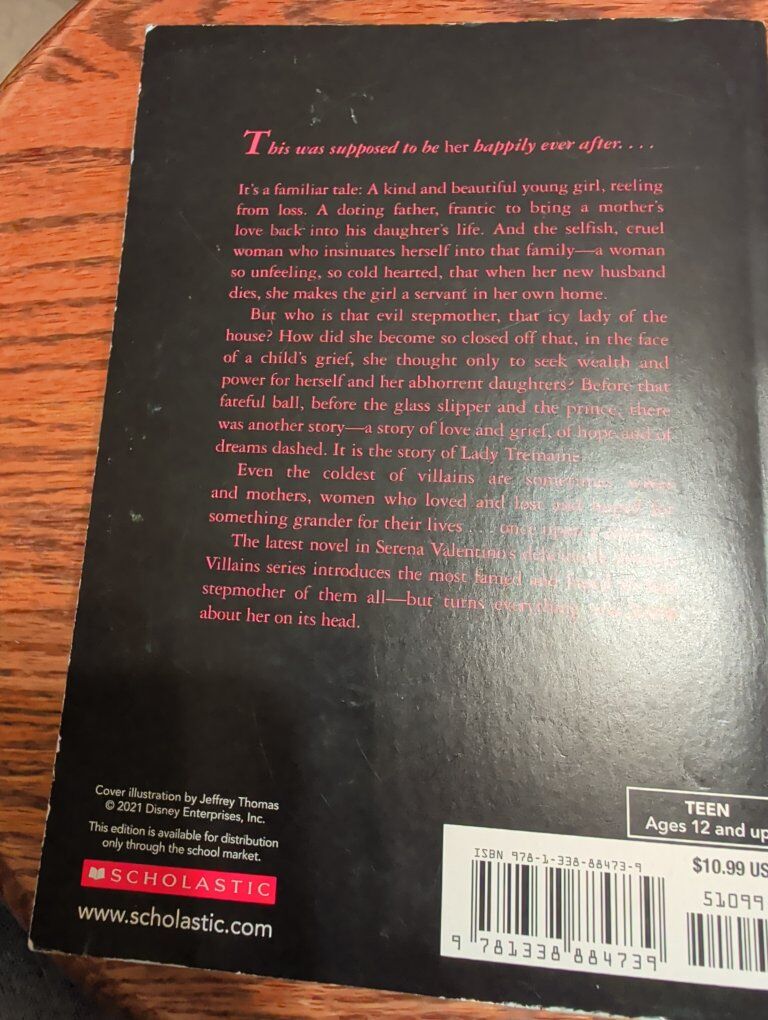 This was supposed to be her happily ever after. . . .
It's a familiar tale: A kind and beautiful young girl, reeling
from loss. A doting father, frantic to bring a mother's
love back into his daughter's life. And the selfish, cruel
woman who insinuates herself into that family—a woman
so unfeeling, so cold hearted, that when her new husband
dies, she makes the girl a servant in her own home.
But who is that evil stepmother, that icy lady of the
house? How did she become so closed off that, in the face
of a child's grief, she thought only to seek wealth and
power for herself and her abhorrent daughters? Before that
fateful ball, before the glass slipper and the prince, there
was another story—a story of love and grief, of hope and of
dreams dashed. It is the story of Lady Tremaine.
Even the coldest of villains are sometimes wives
and mothers, women who loved and lost and hoped for
something grander for their lives . . . once upon a
The latest novel in Serena Valentino's
Villains series introduces the most famed and
stepmother of them all—but turns everything
about her on its head.
Cover illustration by Jeffrey Thomas
© 2021 Disney Enterprises, Inc.
This edition is available for distribution
only through the school market.
SCHOLASTIC
www.scholastic.com
TEEN
Ages 12 and up
ISBN 978-1-338-88473-9
$10.99 US
51099
9 781338 884739